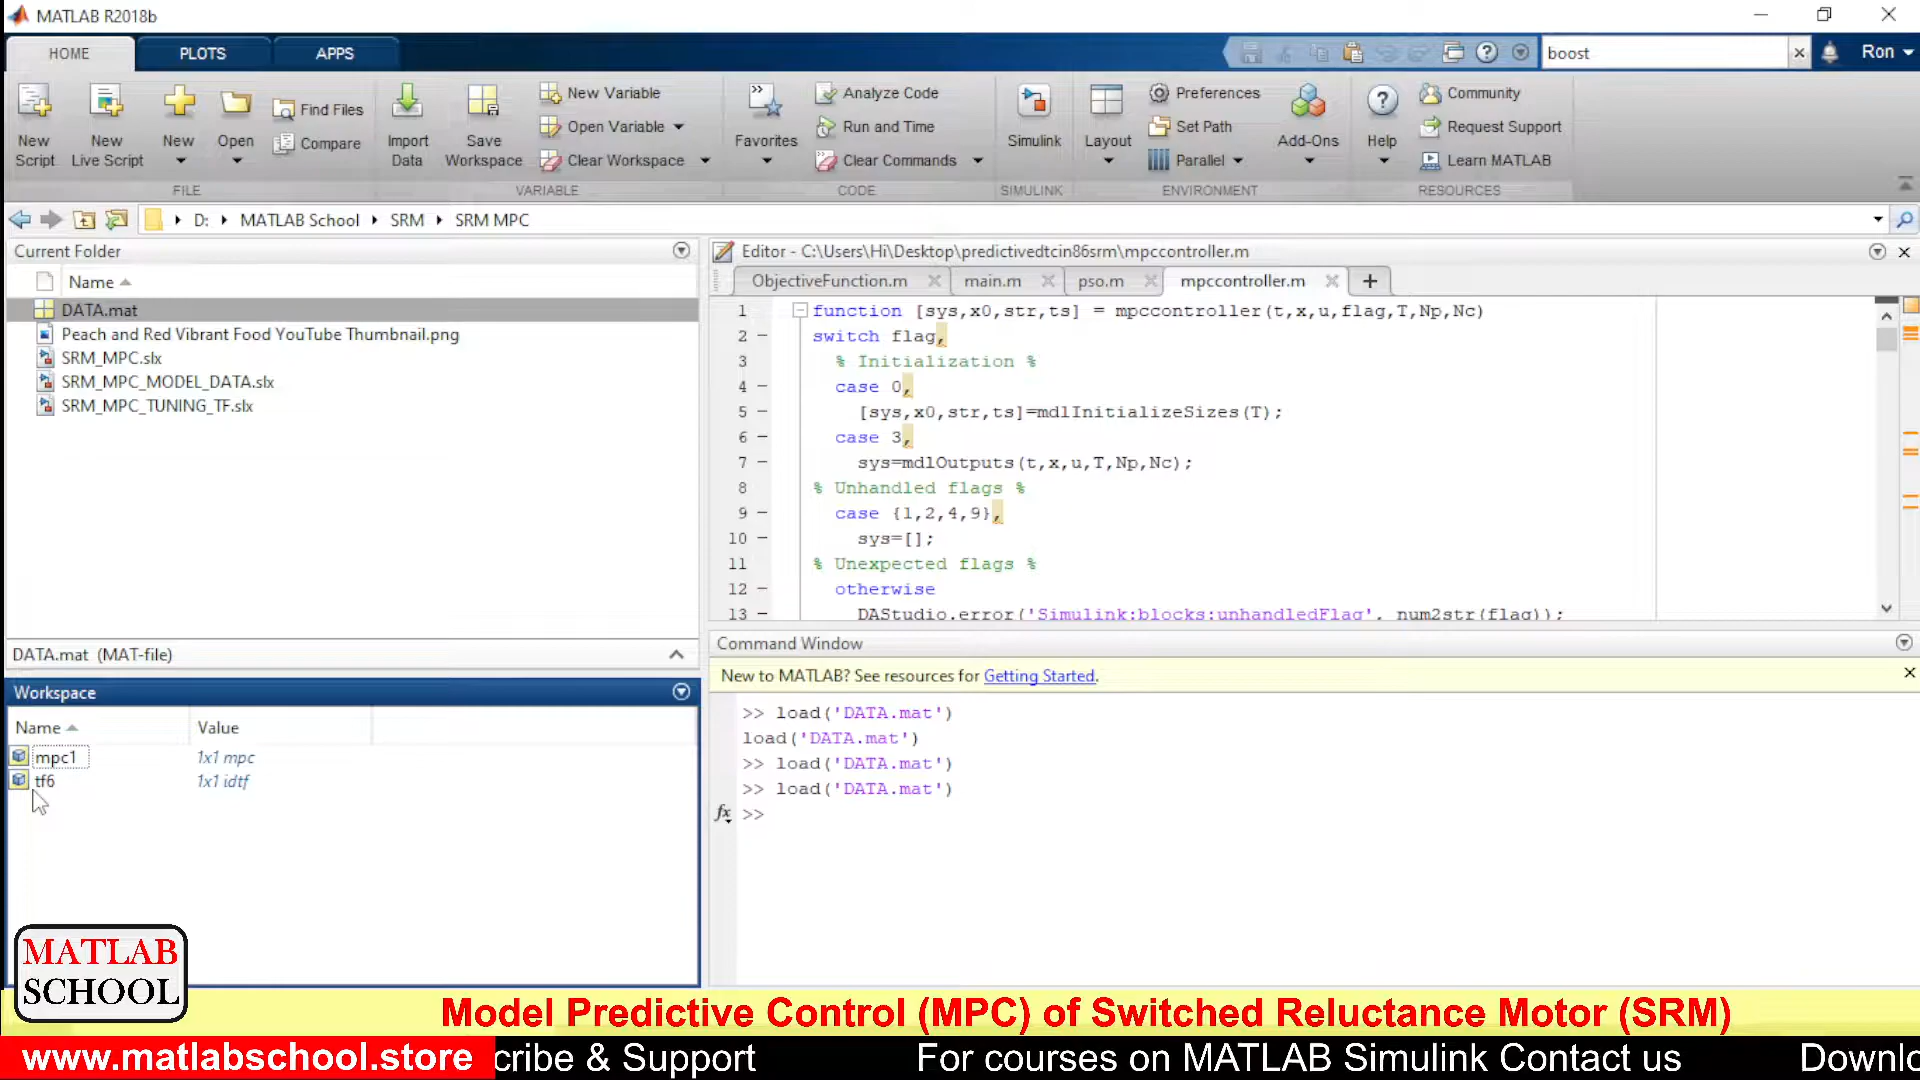 MATLAB R2018b
HOME
PLOTS
APPS
boost
Ron
New Script
New Live Script
New
Open
Find Files
Compare
Import Data
Save Workspace
New Variable
Open Variable
Clear Workspace
Favorites
Analyze Code
Run and Time
Clear Commands
Simulink
Layout
Preferences
Set Path
Parallel
Add-Ons
Help
Community
Request Support
Learn MATLAB
FILE
VARIABLE
CODE
SIMULINK
ENVIRONMENT
RESOURCES
D: MATLAB School SRM SRM MPC
Current Folder
Name
DATA.mat
Peach and Red Vibrant Food YouTube Thumbnail.png
SRM_MPC.slx
SRM_MPC_MODEL_DATA.slx
SRM_MPC_TUNING_TF.slx
DATA.mat (MAT-file)
Workspace
Name Value
mpc1 1x1 mpc
tf6 1x1 idtf
Editor - C:\Users\Hi\Desktop\predictivedtcin86srm\mpccontroller.m
ObjectiveFunction.m main.m pso.m mpccontroller.m
1 function [sys,x0,str,ts] = mpccontroller(t,x,u,flag,T,Np,Nc)
2 – switch flag,
3 % Initialization %
4 – case 0,
5 – [sys,x0,str,ts]=mdlInitializeSizes(T);
6 – case 3,
7 – sys=mdlOutputs(t,x,u,T,Np,Nc);
8 % Unhandled flags %
9 – case {1,2,4,9},
10 – sys=[];
11 % Unexpected flags %
12 – otherwise
13 – DAStudio.error('Simulink:blocks:unhandledFlag', num2str(flag));
Command Window
New to MATLAB? See resources for Getting Started.
>> load('DATA.mat')
load('DATA.mat')
>> load('DATA.mat')
>> load('DATA.mat')
fx >>
MATLAB
SCHOOL
Model Predictive Control (MPC) of Switched Reluctance Motor (SRM)
www.matlabschool.store
cribe & Support For courses on MATLAB Simulink Contact us Downlo